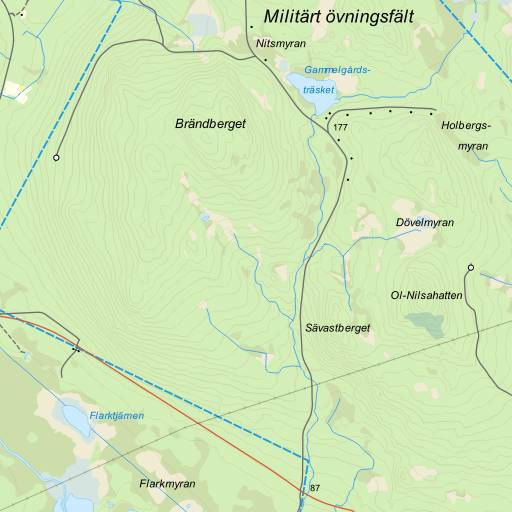 Militärt övningsfält
Nitsmyran
Gammelgårds-
träsket
Brändberget
177
Holbergs-
myran
Dövelmyran
Ol-Nilsahatten
Sävastberget
Flarktjärnen
Flarkmyran
87